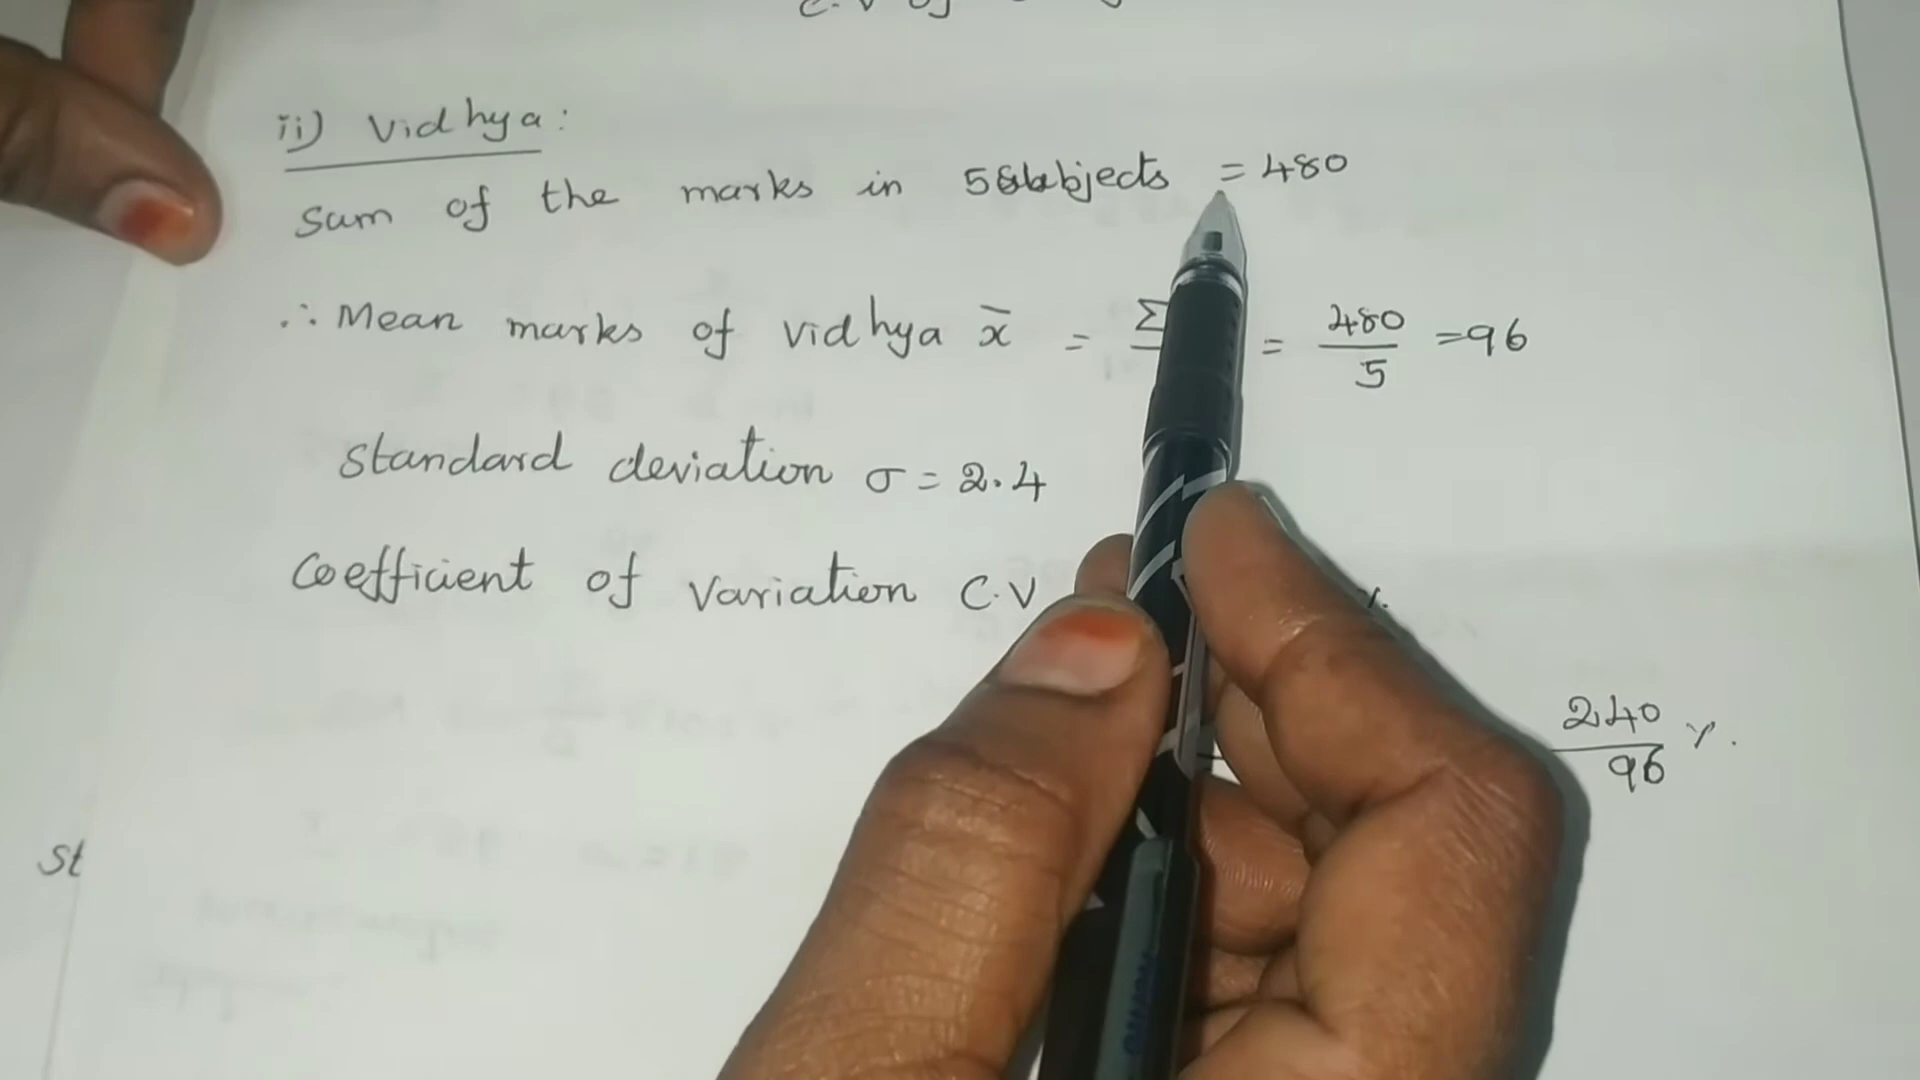 ii) Vidhya:
Sum of the marks in 5 Subjects = 480
∴ Mean marks of vidhya x̄ = Σ = 480/5 = 96
Standard deviation σ = 2.4
Coefficient of Variation C.V %.
240/96 %.
St